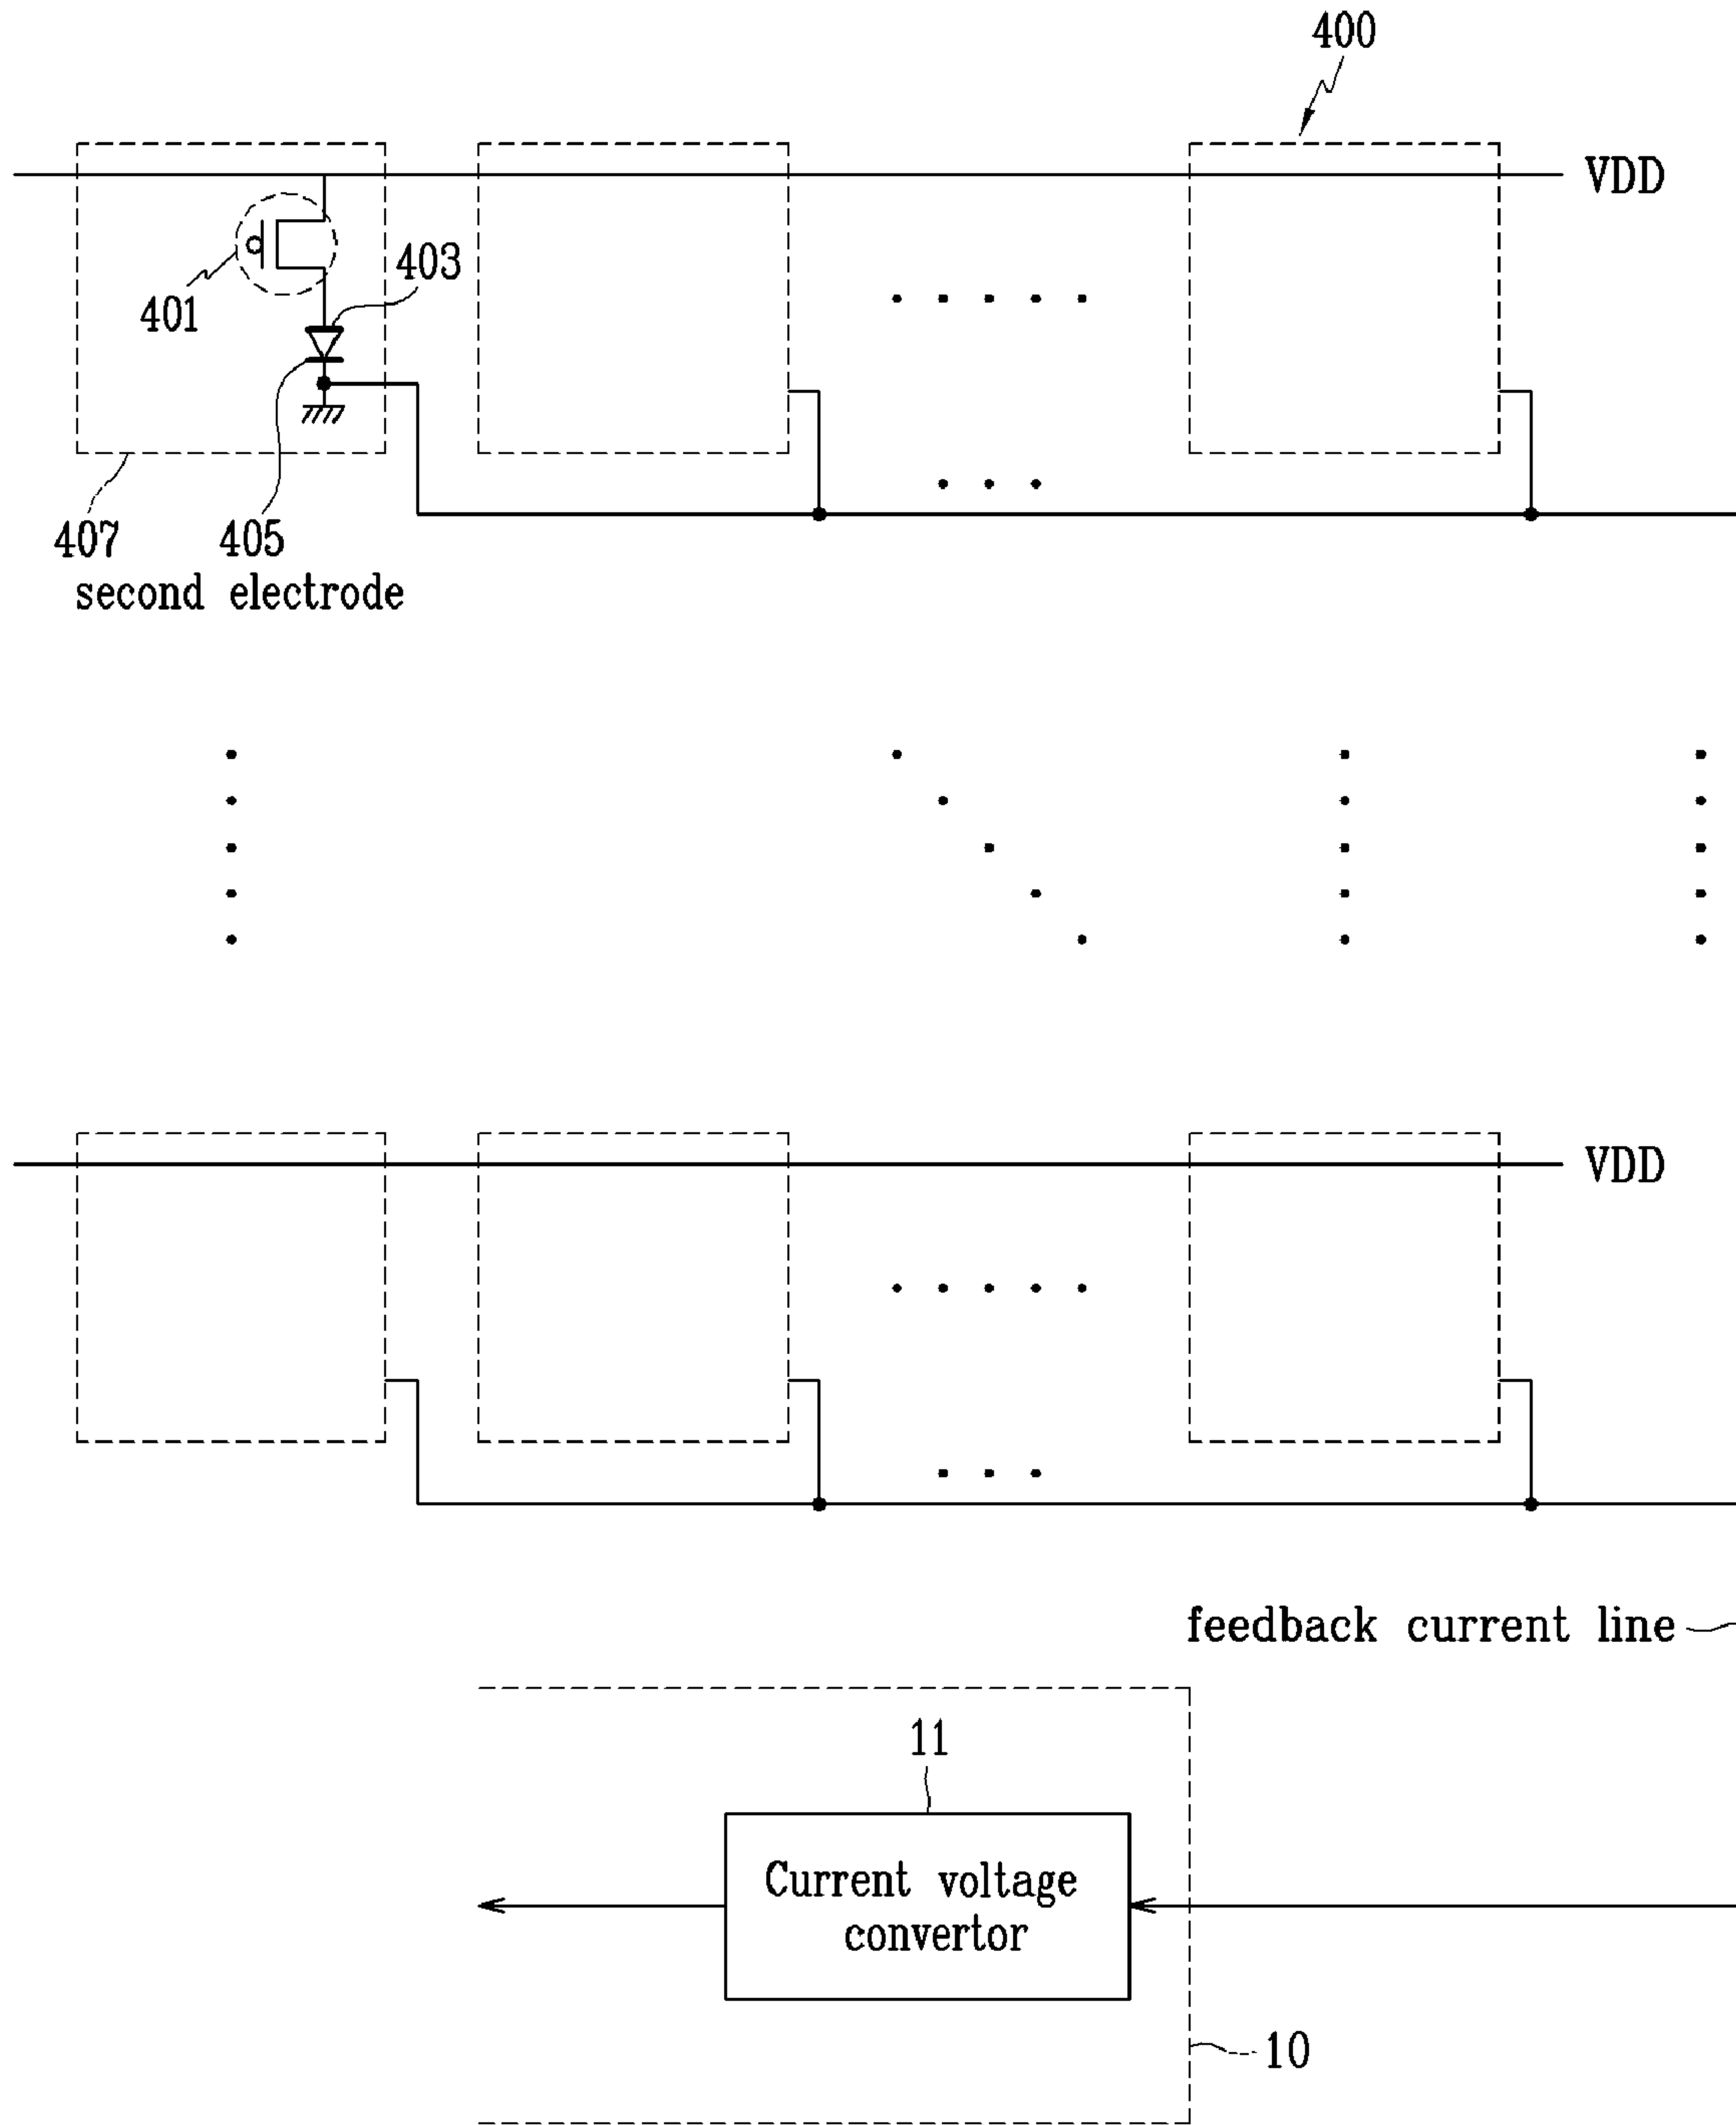 400
VDD
403
401
407
405
second electrode
VDD
feedback current line
11
Current voltage
convertor
10